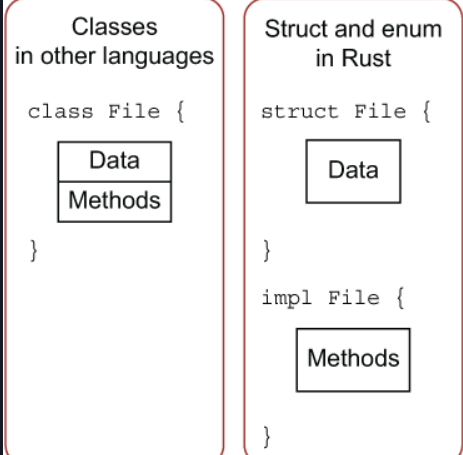 Classes
in other languages
class File {
Data
Methods
}
Struct and enum
in Rust
struct File {
Data
}
impl File {
Methods
}